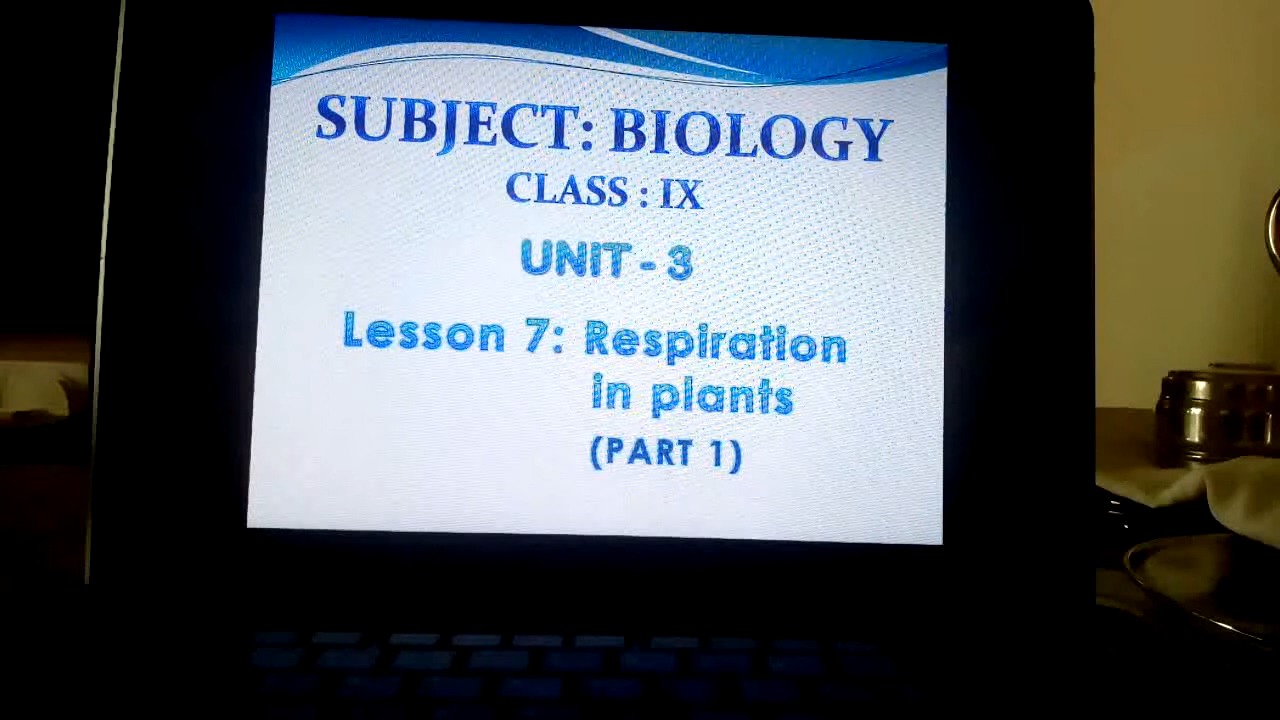 SUBJECT: BIOLOGY
CLASS : IX
UNIT - 3
Lesson 7: Respiration
in plants
(PART 1)